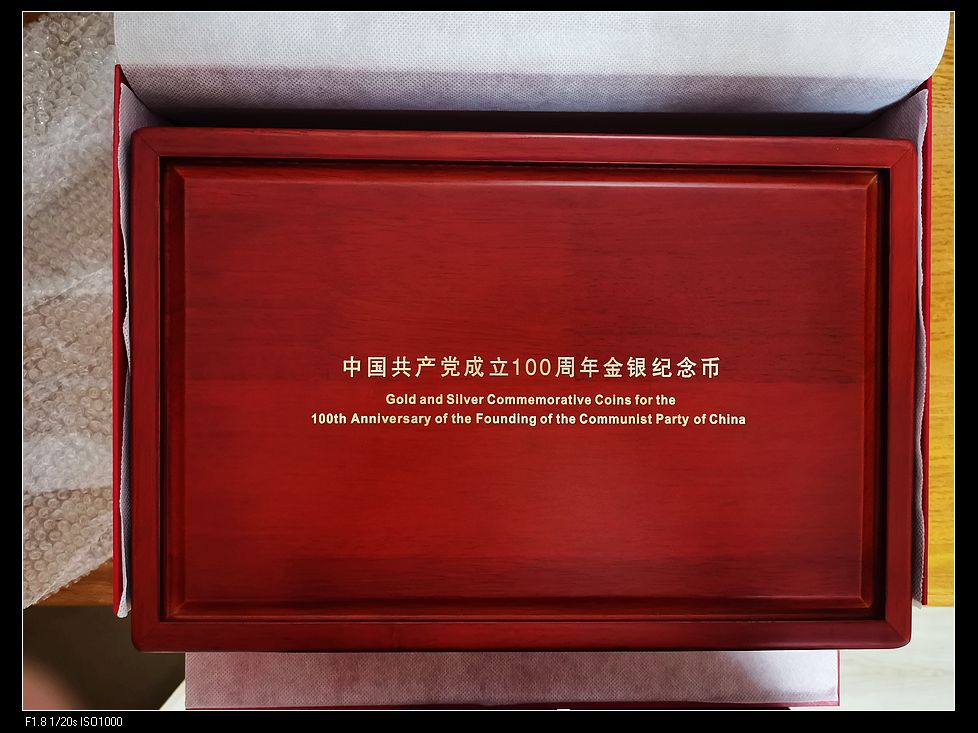 中国共产党成立100周年金银纪念币
Gold and Silver Commemorative Coins for the
100th Anniversary of the Founding of the Communist Party of China
F1.8 1/20s ISO1000